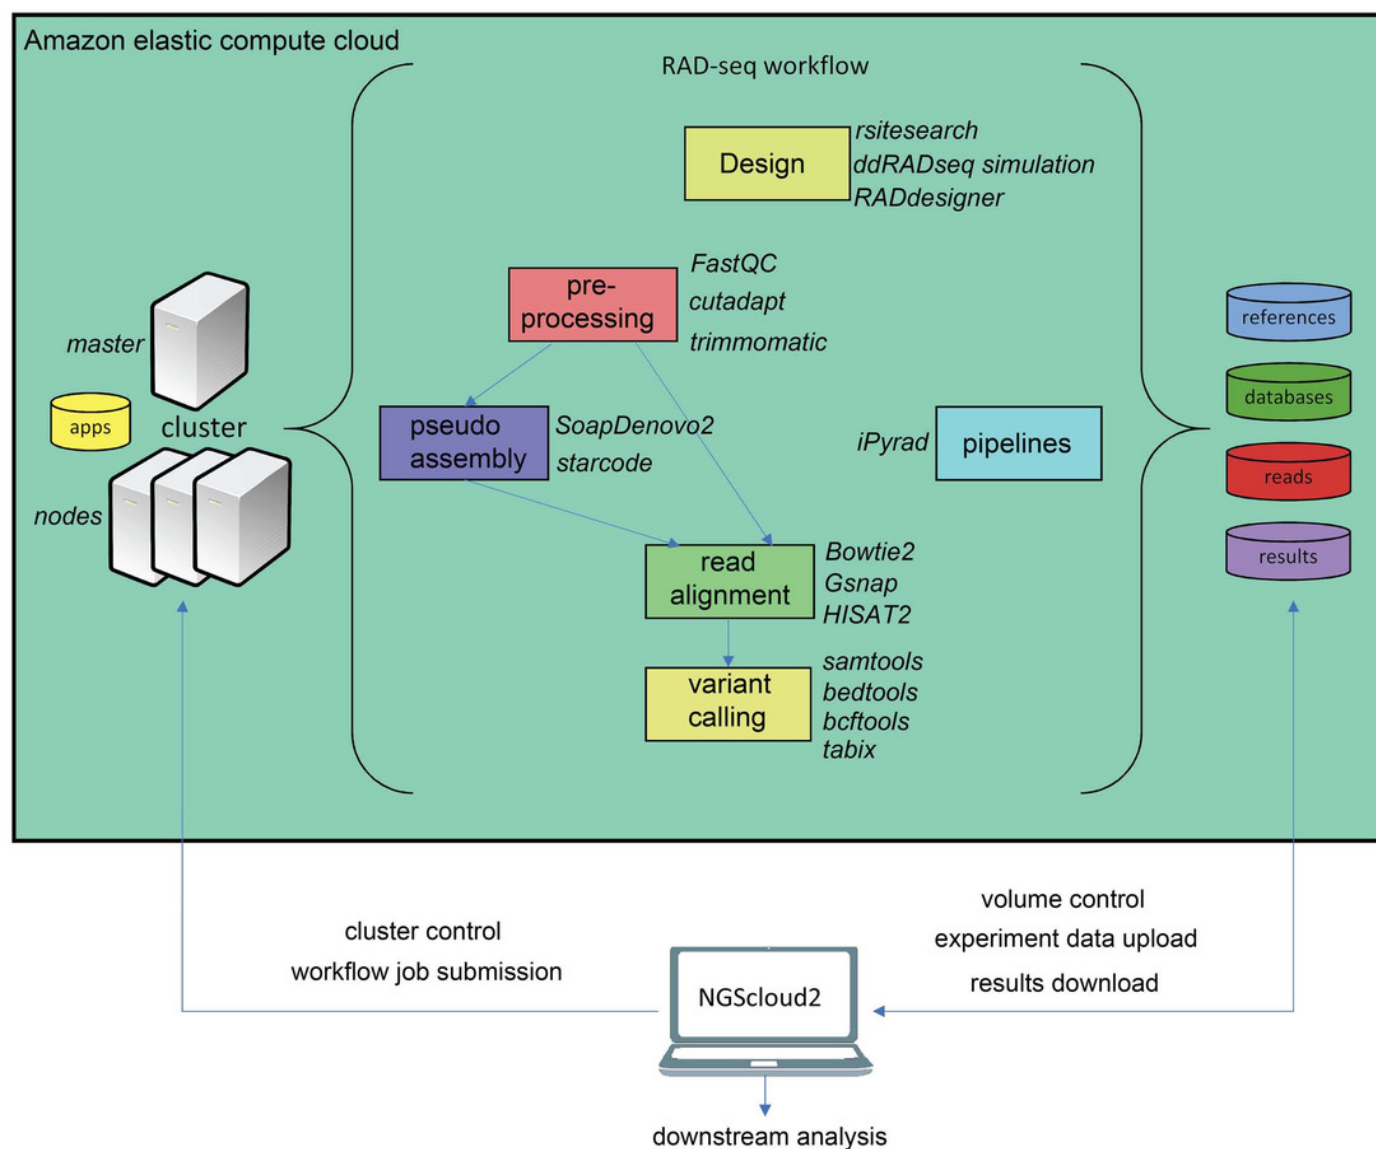 Amazon elastic compute cloud
RAD-seq workflow
Design
rsitesearch
ddRADseq simulation
RADdesigner
pre-
processing
FastQC
cutadapt
trimmomatic
master
apps
cluster
nodes
pseudo
assembly
SoapDenovo2
starcode
iPyrad
pipelines
read
alignment
Bowtie2
Gsnap
HISAT2
variant
calling
samtools
bedtools
bcftools
tabix
references
databases
reads
results
cluster control
workflow job submission
volume control
experiment data upload
results download
NGScloud2
downstream analysis